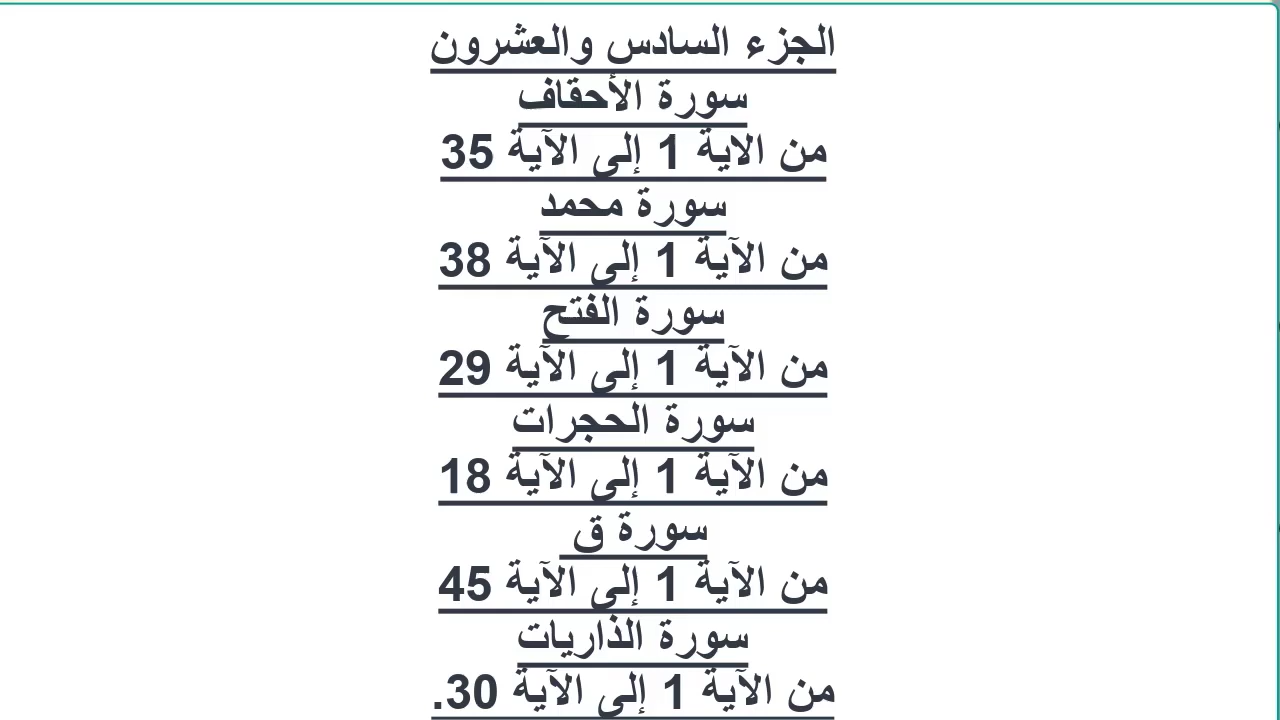 الجزء السادس والعشرون
سورة الأحقاف
من الاية 1 إلى الآية 35
سورة محمد
من الآية 1 إلى الآية 38
سورة الفتح
من الآية 1 إلى الآية 29
سورة الحجرات
من الآية 1 إلى الآية 18
سورة ق
من الآية 1 إلى الآية 45
سورة الذاريات
من الآية 1 إلى الآية 30.